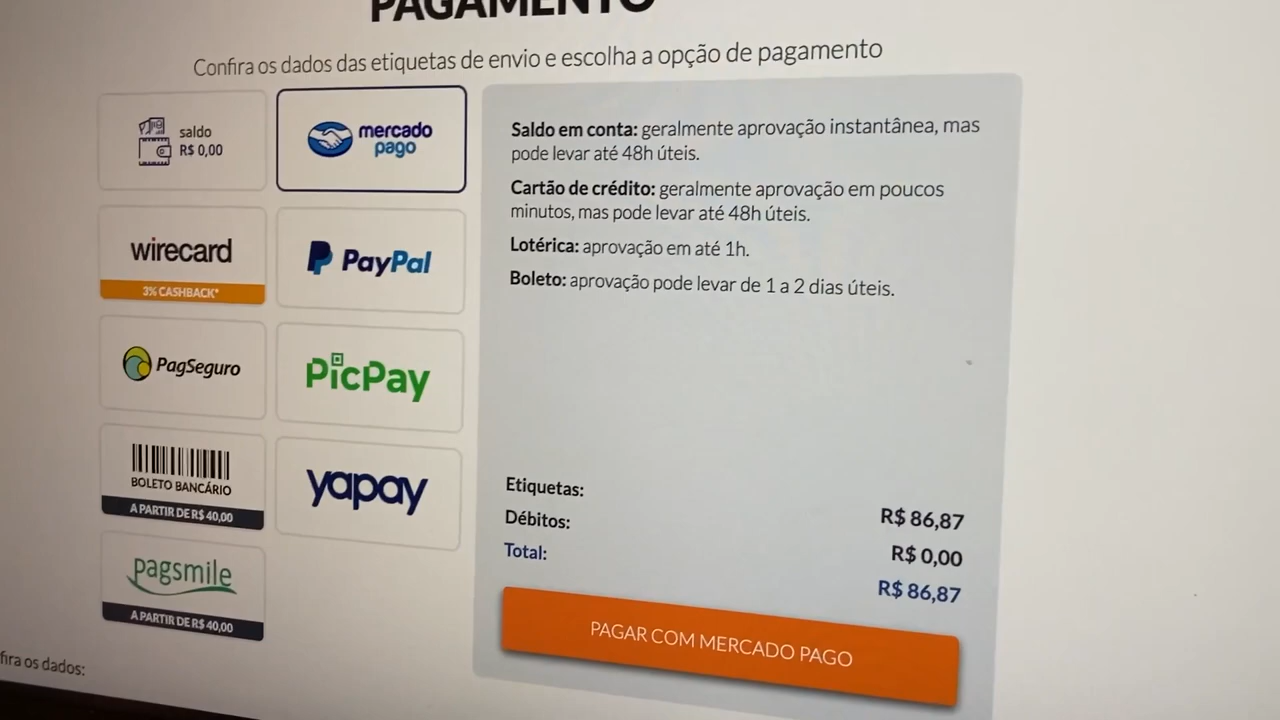 PAGAMENTO
Confira os dados das etiquetas de envio e escolha a opção de pagamento
saldo
R$ 0,00
mercado
pago
wirecard
3% CASHBACK*
PayPal
PagSeguro
PicPay
BOLETO BANCÁRIO
A PARTIR DE R$ 40,00
yapay
pagsmile
A PARTIR DE R$ 40,00
Saldo em conta: geralmente aprovação instantânea, mas
pode levar até 48h úteis.
Cartão de crédito: geralmente aprovação em poucos
minutos, mas pode levar até 48h úteis.
Lotérica: aprovação em até 1h.
Boleto: aprovação pode levar de 1 a 2 dias úteis.
Etiquetas: R$ 86,87
Débitos: R$ 0,00
Total: R$ 86,87
PAGAR COM MERCADO PAGO
fira os dados: